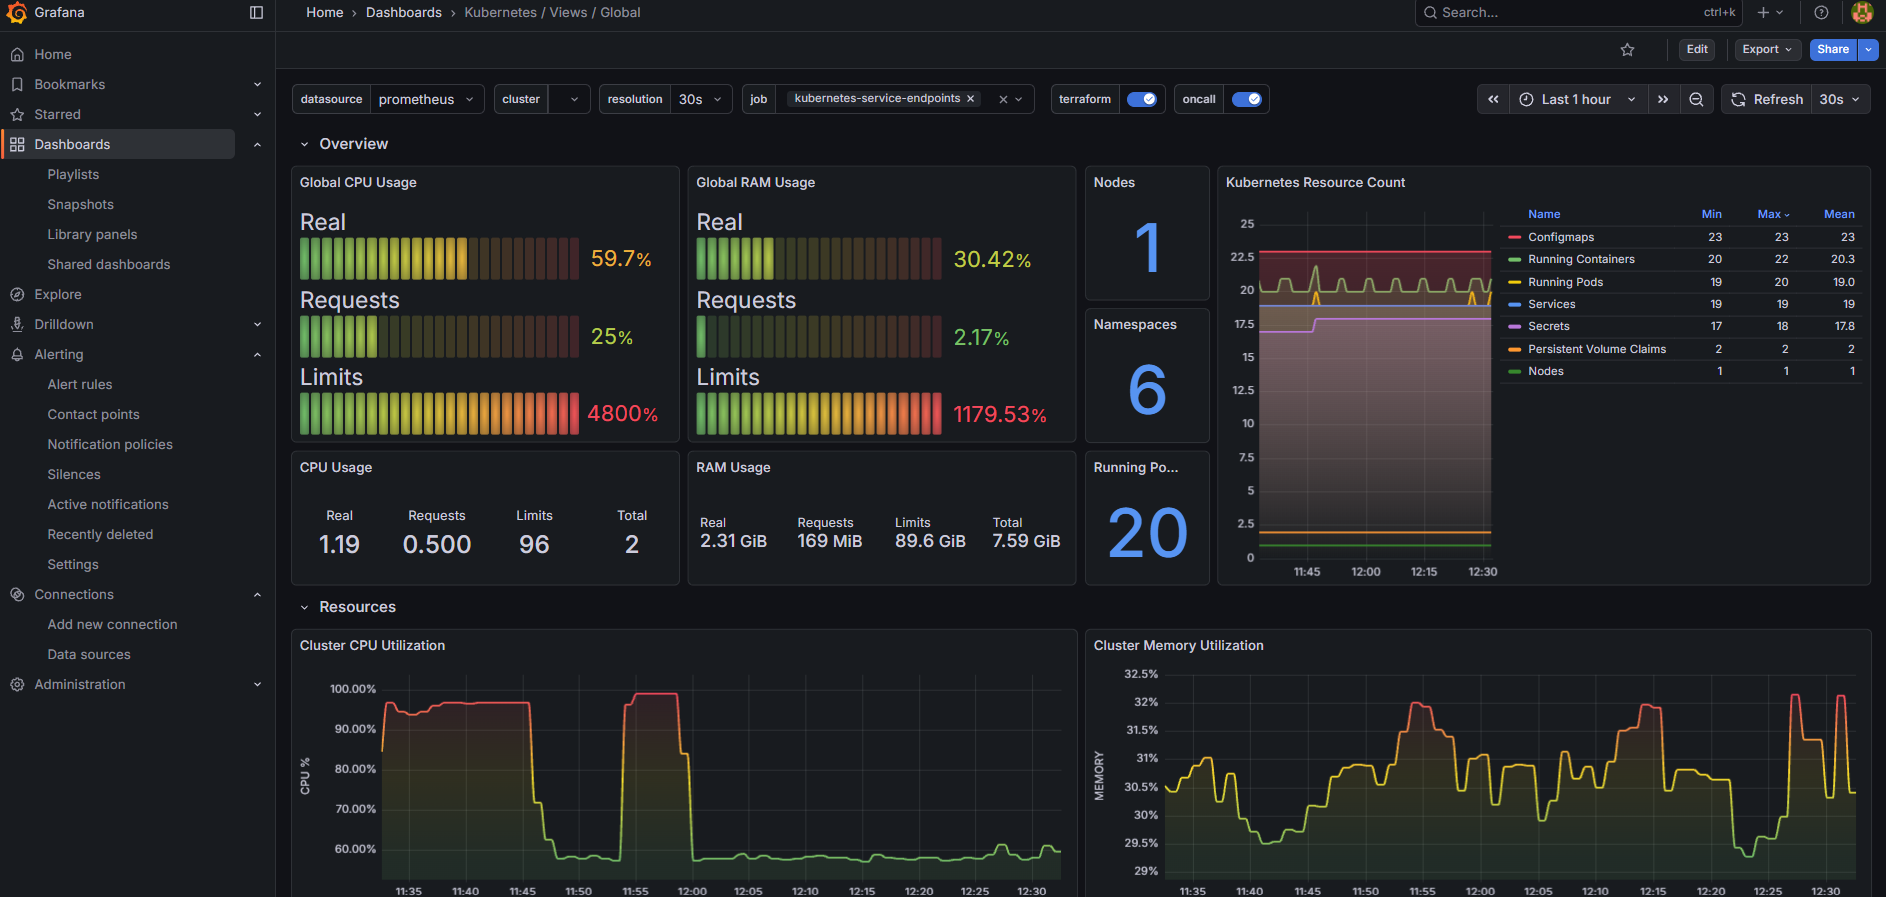 Grafana
Home › Dashboards › Kubernetes / Views / Global
Search...
ctrl+k
Edit
Export
Share
Home
Bookmarks
Starred
Dashboards
Playlists
Snapshots
Library panels
Shared dashboards
Explore
Drilldown
Alerting
Alert rules
Contact points
Notification policies
Silences
Active notifications
Recently deleted
Settings
Connections
Add new connection
Data sources
Administration
datasource prometheus
cluster
resolution 30s
job kubernetes-service-endpoints
terraform
oncall
Last 1 hour
Refresh 30s
Overview
Global CPU Usage
Real
59.7%
Requests
25%
Limits
4800%
Global RAM Usage
Real
30.42%
Requests
2.17%
Limits
1179.53%
Nodes
1
Namespaces
6
Kubernetes Resource Count
25
22.5
20
17.5
15
12.5
10
7.5
5
2.5
0
11:45 12:00 12:15 12:30
Name Min Max Mean
Configmaps 23 23 23
Running Containers 20 22 20.3
Running Pods 19 20 19.0
Services 19 19 19
Secrets 17 18 17.8
Persistent Volume Claims 2 2 2
Nodes 1 1 1
CPU Usage
Real Requests Limits Total
1.19 0.500 96 2
RAM Usage
Real Requests Limits Total
2.31 GiB 169 MiB 89.6 GiB 7.59 GiB
Running Po...
20
Resources
Cluster CPU Utilization
CPU %
100.00%
90.00%
80.00%
70.00%
60.00%
11:35 11:40 11:45 11:50 11:55 12:00 12:05 12:10 12:15 12:20 12:25 12:30
Cluster Memory Utilization
MEMORY
32.5%
32%
31.5%
31%
30.5%
30%
29.5%
29%
11:35 11:40 11:45 11:50 11:55 12:00 12:05 12:10 12:15 12:20 12:25 12:30